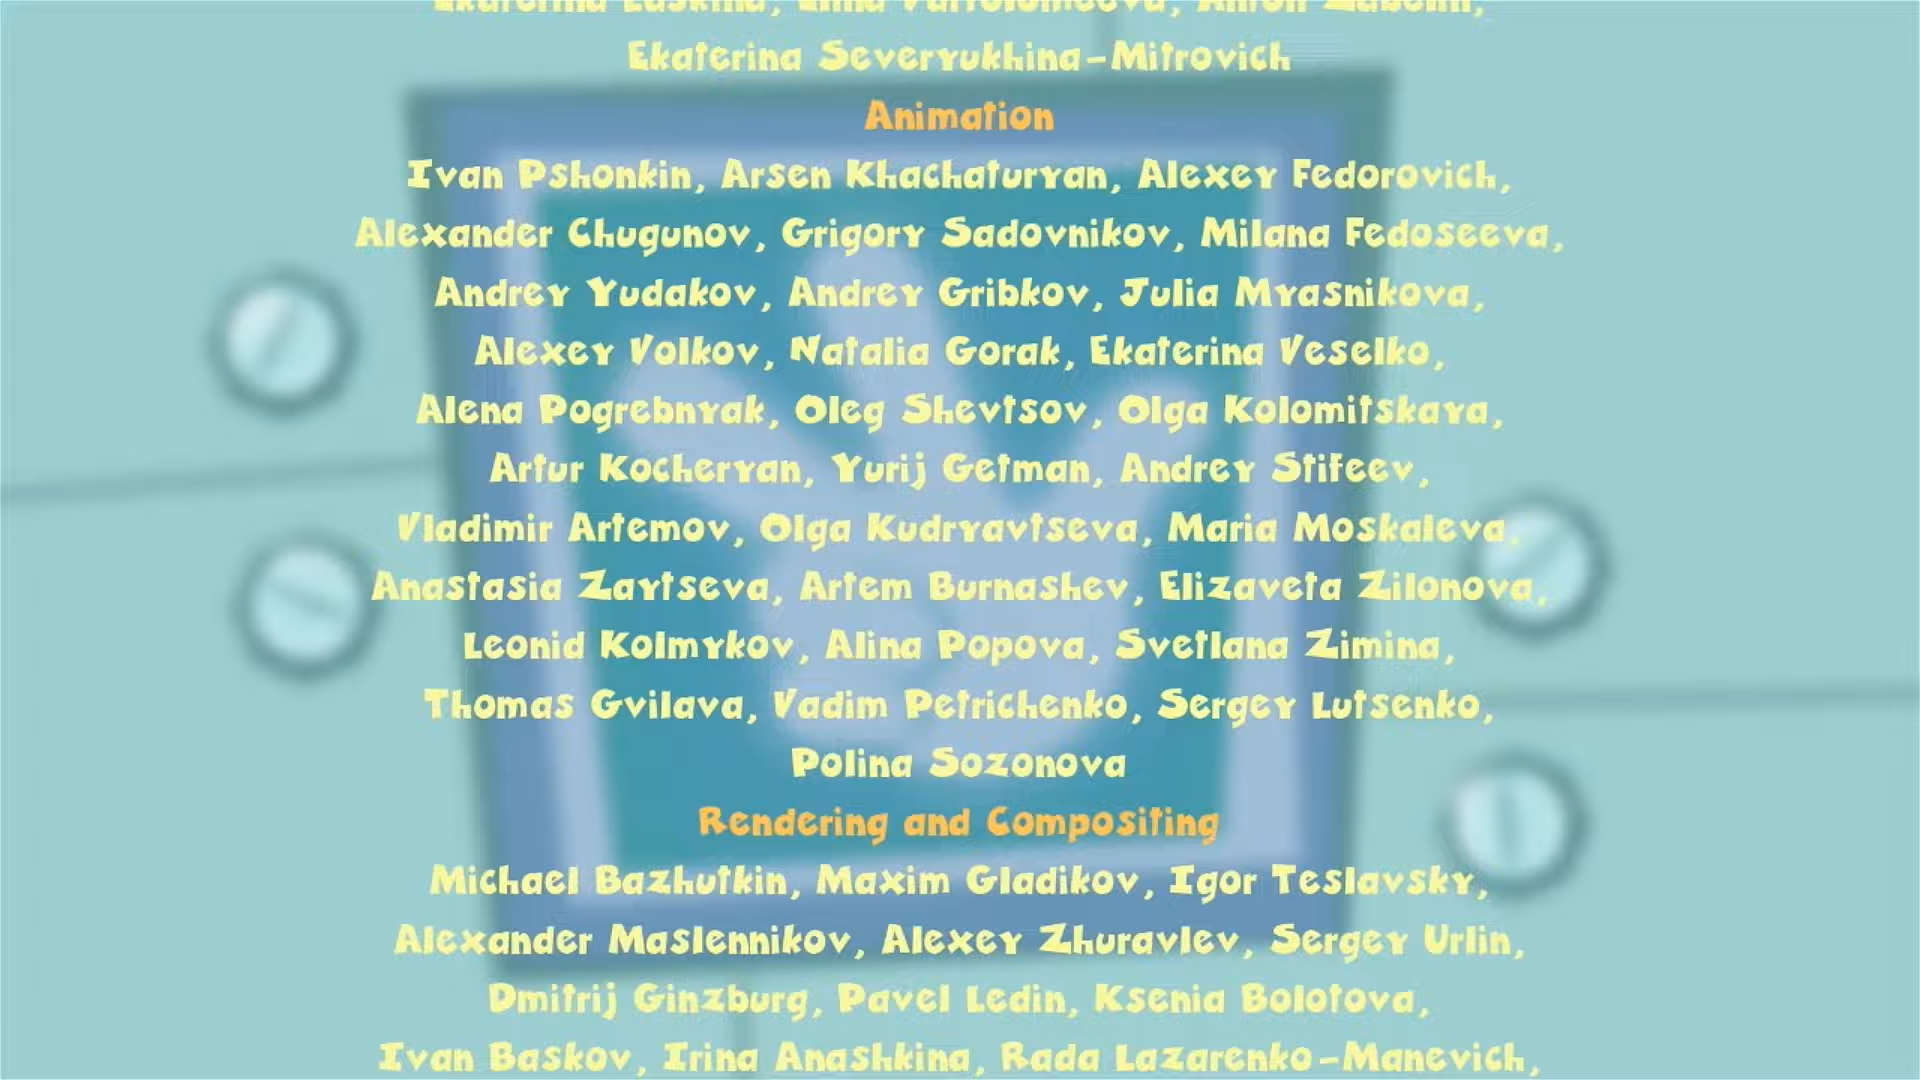 Ekaterina Severyukhina-Mitrovich
Animation
Ivan Pshonkin, Arsen Khachaturyan, Alexey Fedorovich,
Alexander Chugunov, Grigory Sadovnikov, Milana Fedoseeva,
Andrey Yudakov, Andrey Gribkov, Julia Myasnikova,
Alexey Volkov, Natalia Gorak, Ekaterina Veselko,
Alena Pogrebnyak, Oleg Shevtsov, Olga Kolomitskaya,
Artur Kocheryan, Yurij Getman, Andrey Stifeev,
Vladimir Artemov, Olga Kudryavtseva, Maria Moskaleva,
Anastasia Zaytseva, Artem Burnashev, Elizaveta Zilonova,
Leonid Kolmykov, Alina Popova, Svetlana Zimina,
Thomas Gvilava, Vadim Petrichenko, Sergey Lutsenko,
Polina Sozonova
Rendering and Compositing
Michael Bazhutkin, Maxim Gladikov, Igor Teslavsky,
Alexander Maslennikov, Alexey Zhuravlev, Sergey Urlin,
Dmitrij Ginzburg, Pavel Ledin, Ksenia Bolotova,
Ivan Baskov, Irina Anashkina, Rada Lazarenko-Manevich,